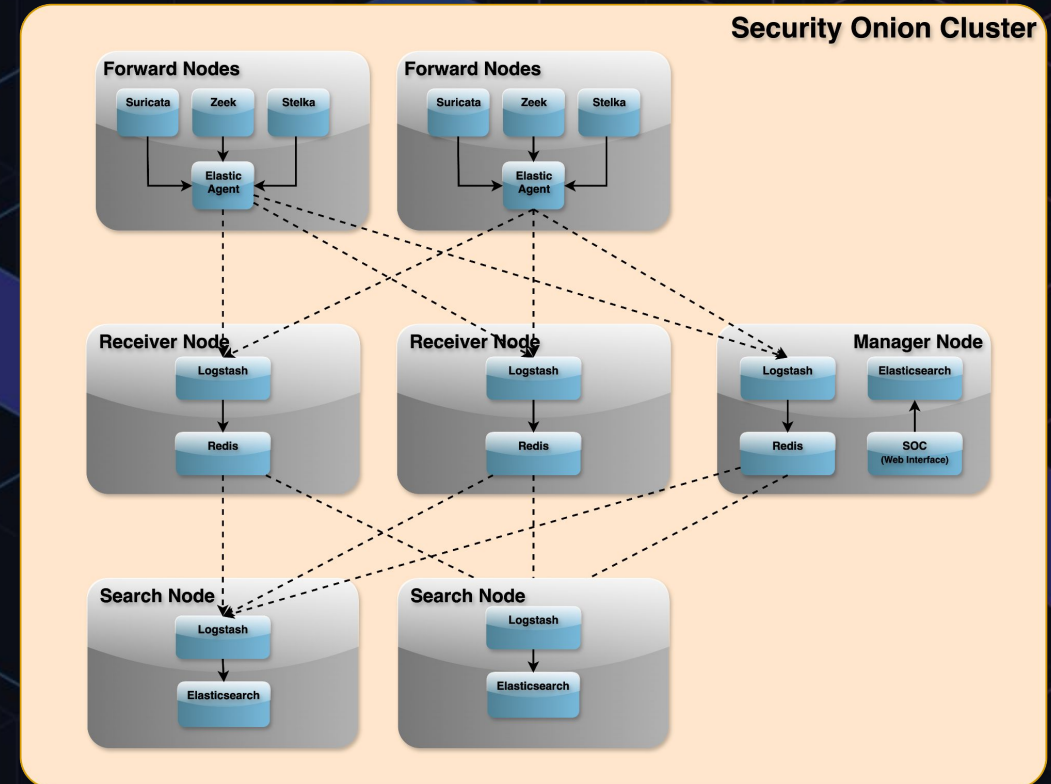 Security Onion Cluster
Forward Nodes
Suricata
Zeek
Stelka
Elastic
Agent
Forward Nodes
Suricata
Zeek
Stelka
Elastic
Agent
Receiver Node
Logstash
Redis
Receiver Node
Logstash
Redis
Manager Node
Logstash
Elasticsearch
Redis
SOC
(Web Interface)
Search Node
Logstash
Elasticsearch
Search Node
Logstash
Elasticsearch